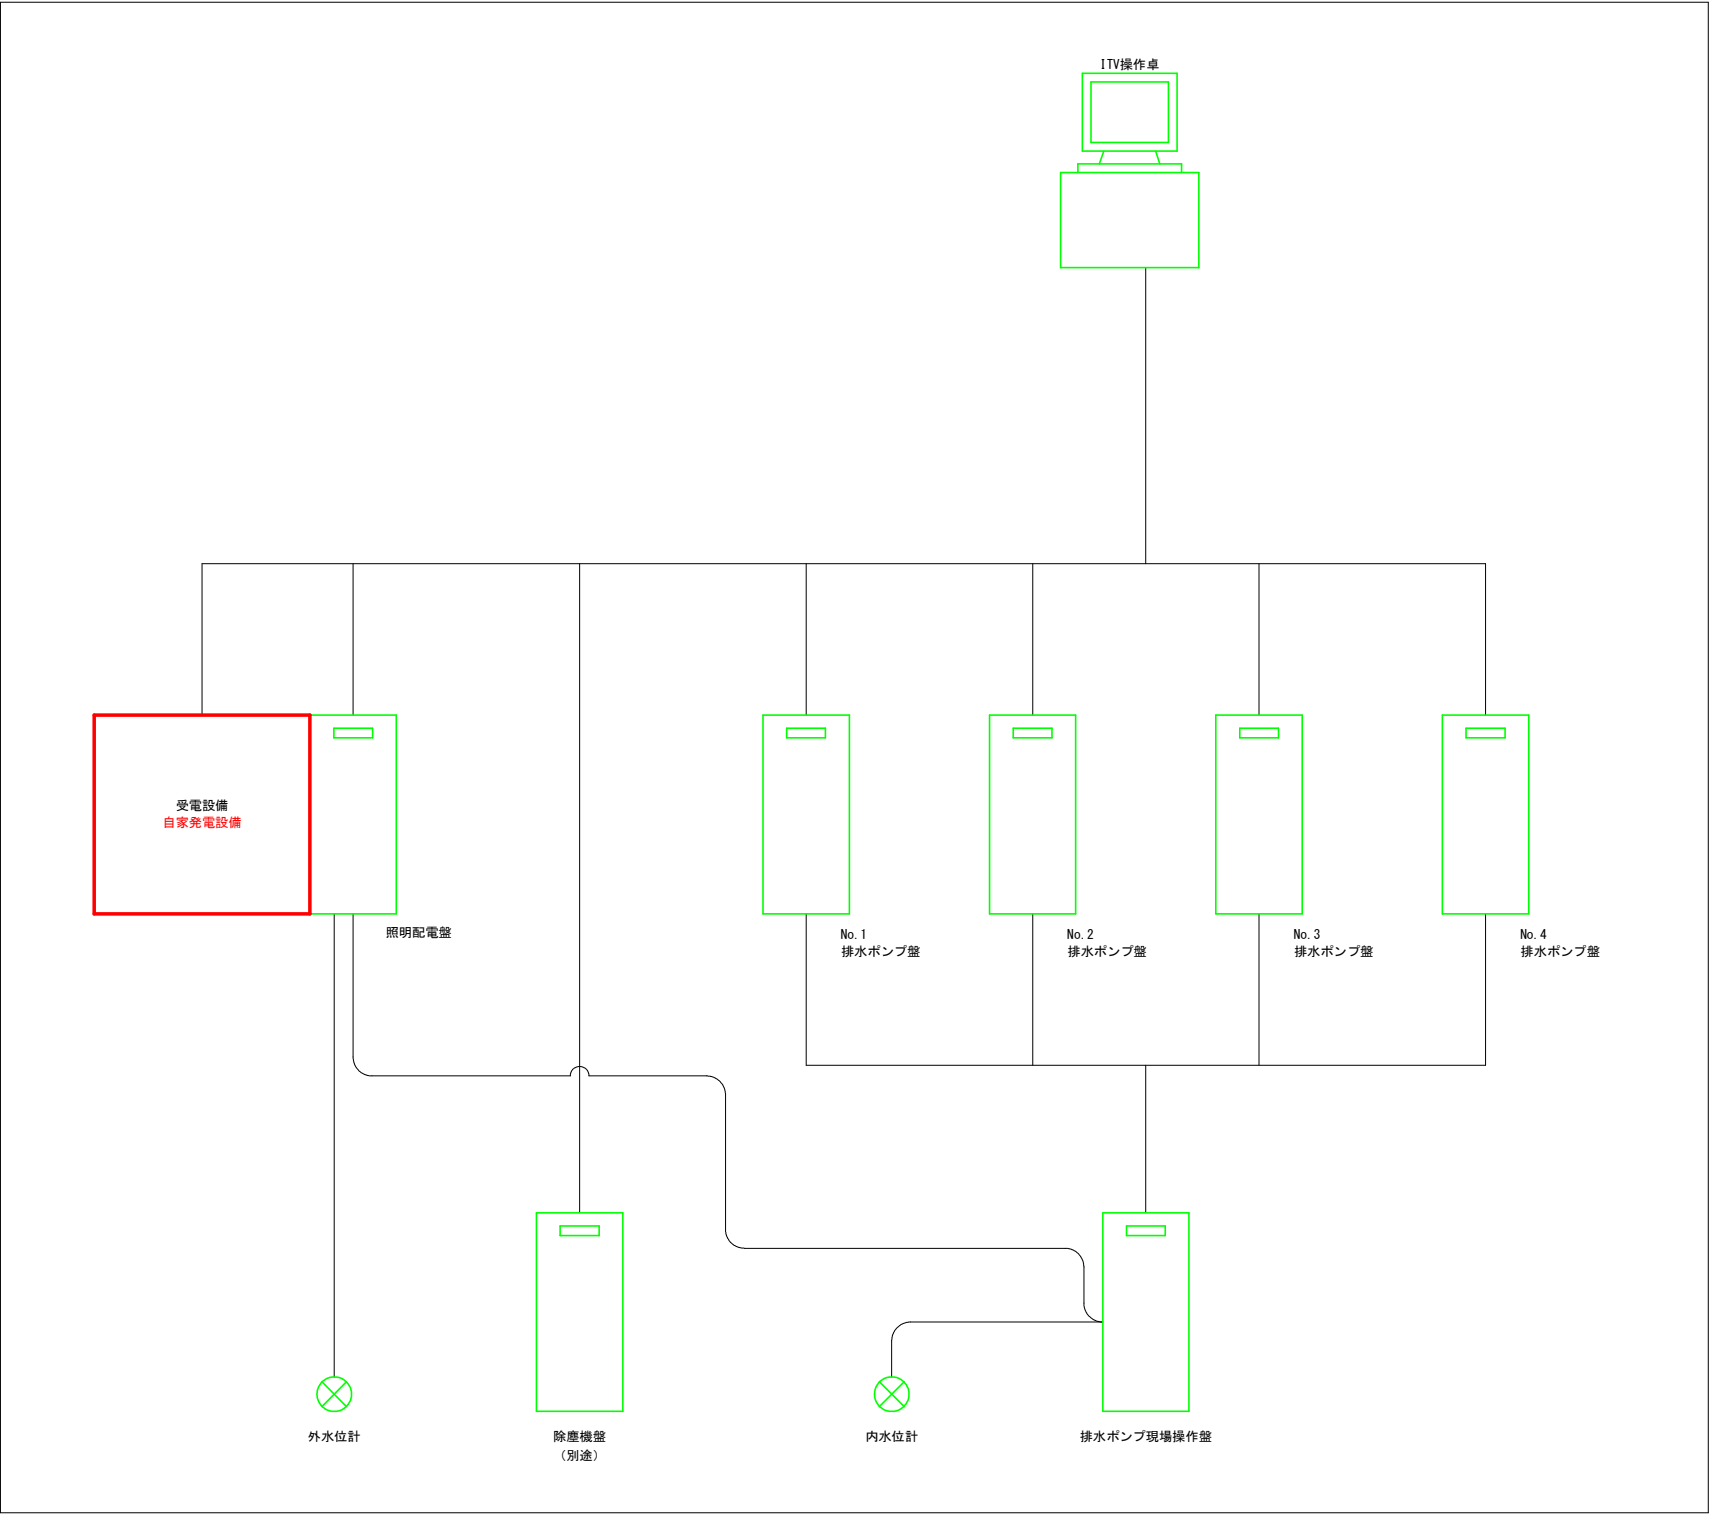 ITV操作卓
受電設備
自家発電設備
照明配電盤
No.1
排水ポンプ盤
No.2
排水ポンプ盤
No.3
排水ポンプ盤
No.4
排水ポンプ盤
外水位計
除塵機盤
（別途）
内水位計
排水ポンプ現場操作盤